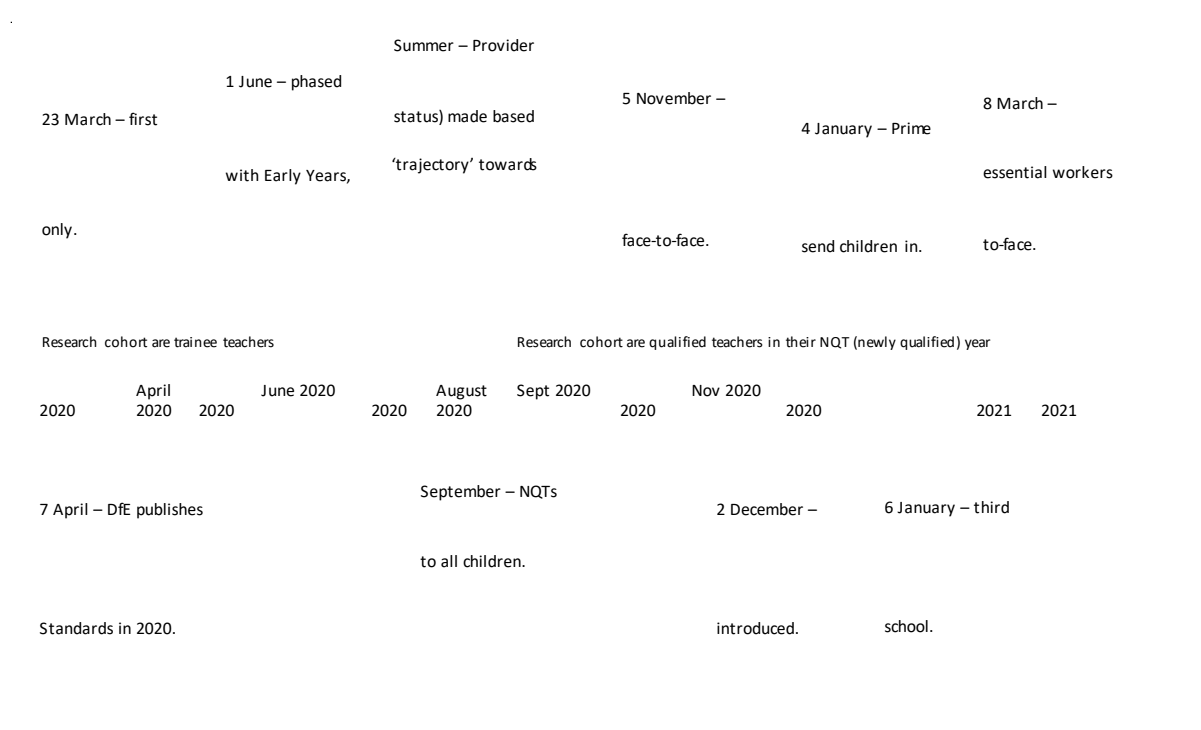 .
23 March – first
only.
1 June – phased
with Early Years,
Summer – Provider
status) made based
‘trajectory’ towards
5 November –
face-to-face.
4 January – Prime
send children in.
8 March –
essential workers
to-face.
Research cohort are trainee teachers
Research cohort are qualified teachers in their NQT (newly qualified) year
2020
April
2020
2020
June 2020
2020
August
2020
Sept 2020
2020
Nov 2020
2020
2021
2021
7 April – DfE publishes
Standards in 2020.
September – NQTs
to all children.
2 December –
introduced.
6 January – third
school.